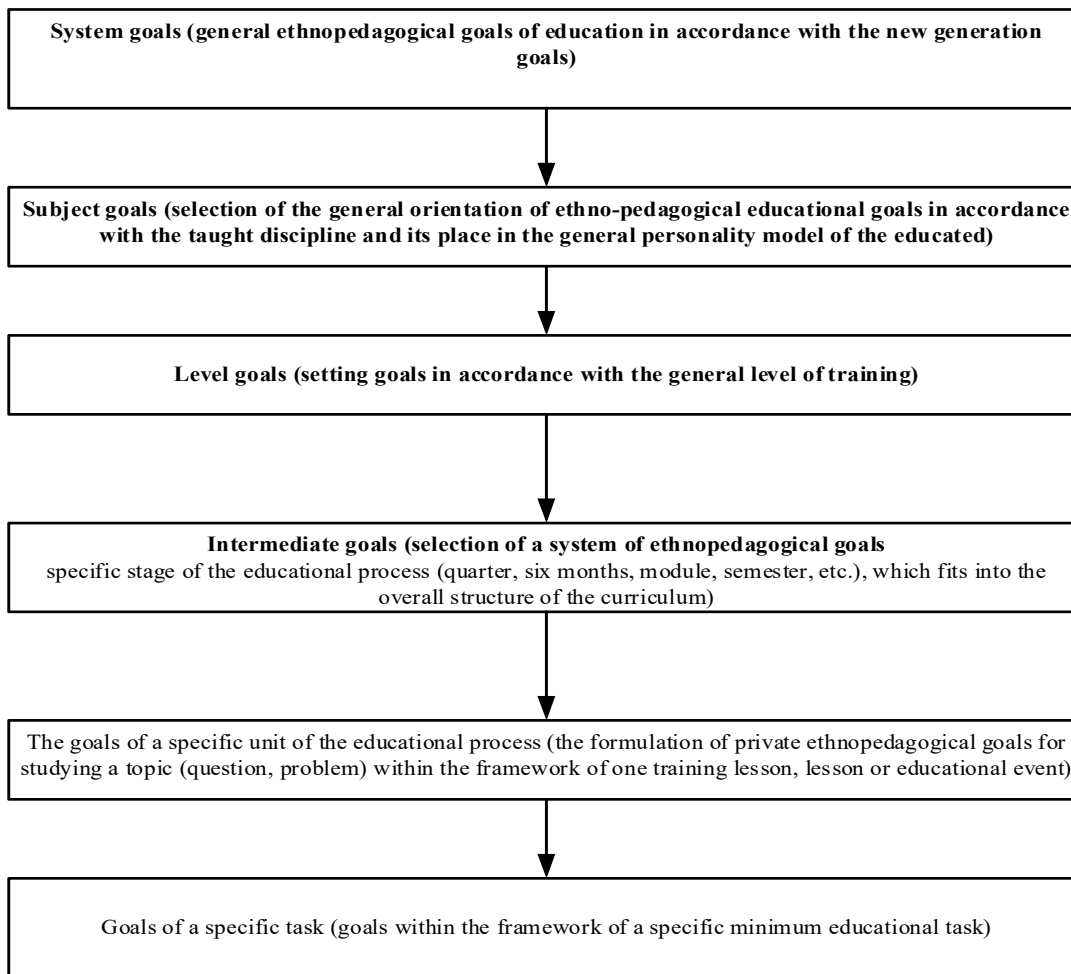 System goals (general ethnopedagogical goals of education in accordance with the new generation
goals)
Subject goals (selection of the general orientation of ethno-pedagogical educational goals in accordance
with the taught discipline and its place in the general personality model of the educated)
Level goals (setting goals in accordance with the general level of training)
Intermediate goals (selection of a system of ethnopedagogical goals
specific stage of the educational process (quarter, six months, module, semester, etc.), which fits into the
overall structure of the curriculum)
The goals of a specific unit of the educational process (the formulation of private ethnopedagogical goals for
studying a topic (question, problem) within the framework of one training lesson, lesson or educational event)
Goals of a specific task (goals within the framework of a specific minimum educational task)